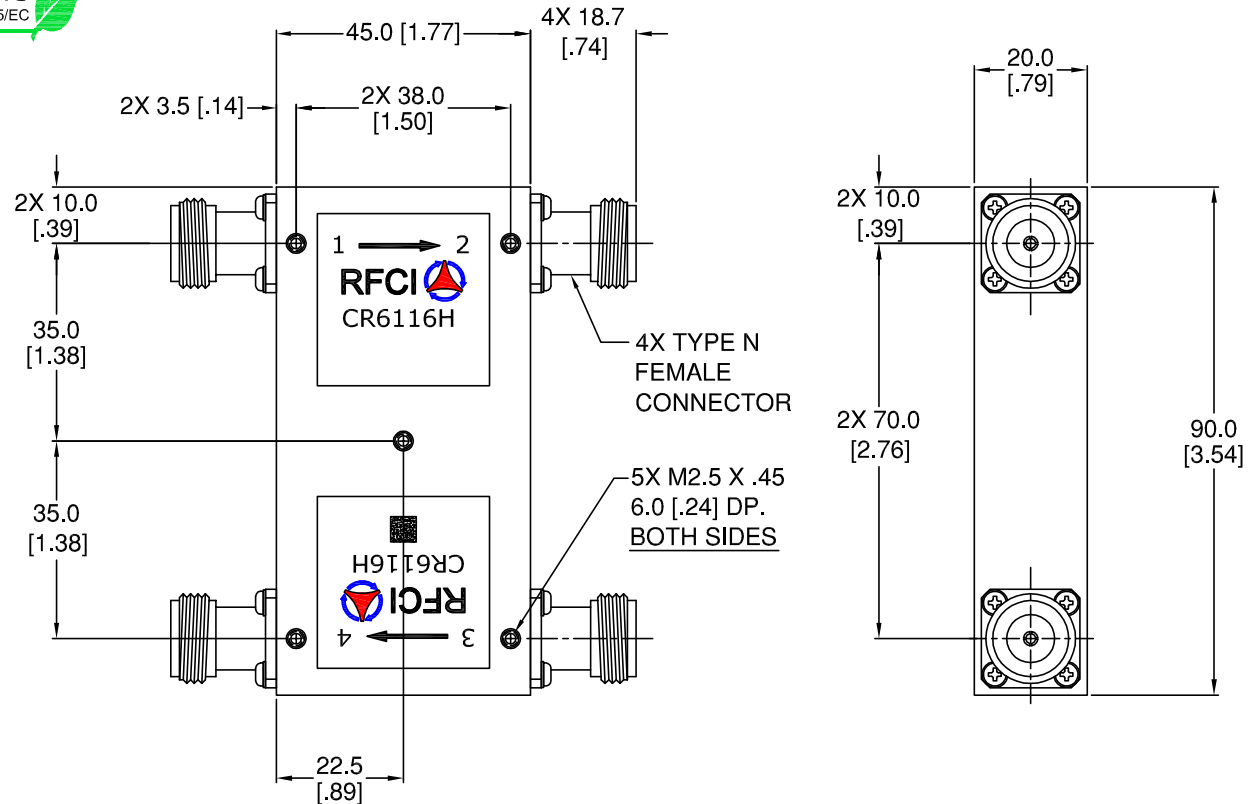 5/EC
45.0 [1.77]
4X 18.7
[.74]
2X 3.5 [.14]
2X 38.0
[1.50]
2X 10.0
[.39]
35.0
[1.38]
35.0
[1.38]
22.5
[.89]
1 2
RFCI
CR6116H
4X TYPE N
FEMALE
CONNECTOR
5X M2.5 X .45
6.0 [.24] DP.
BOTH SIDES
3 4
RFCI
CR6116H
20.0
[.79]
2X 10.0
[.39]
2X 70.0
[2.76]
90.0
[3.54]